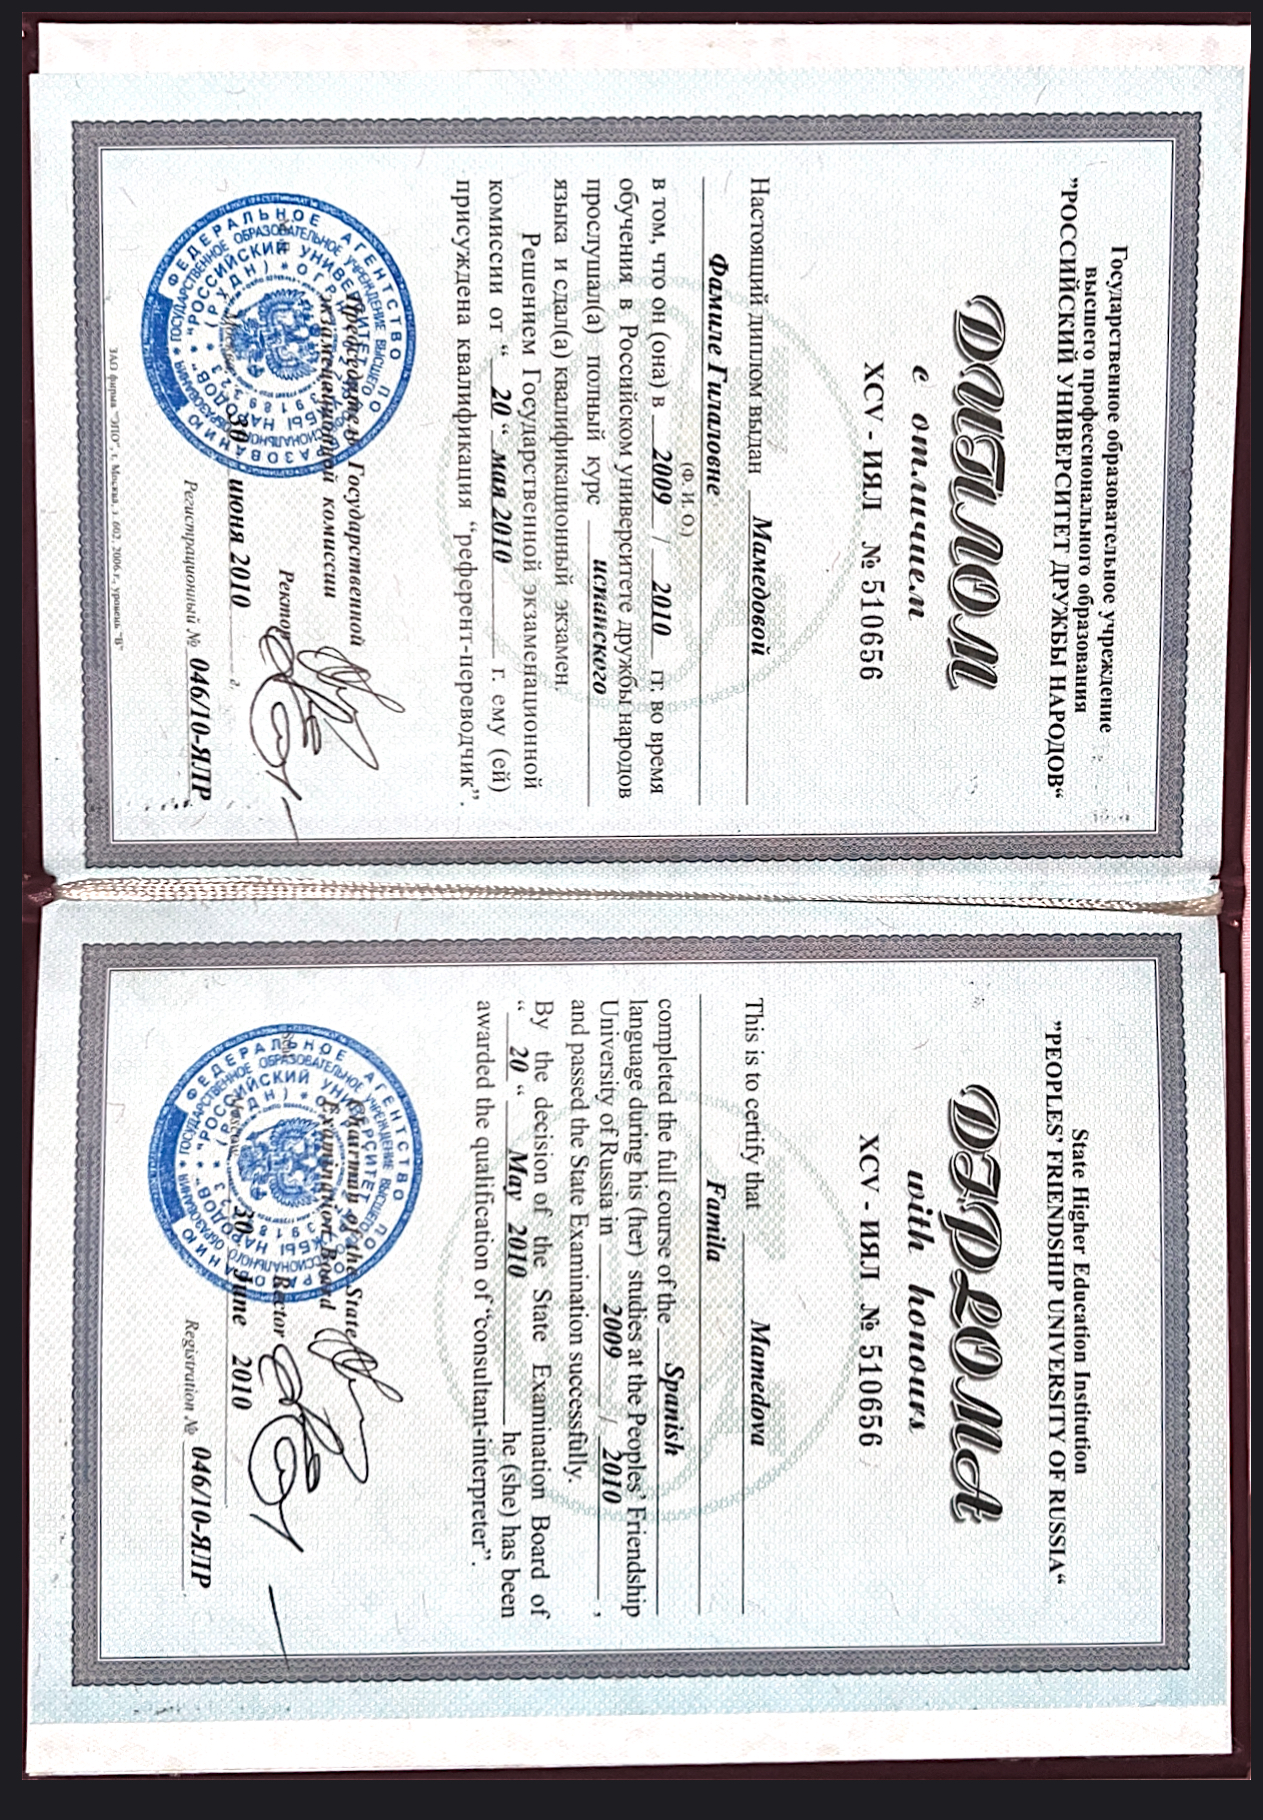 Государственное образовательное учреждение
высшего профессионального образования
”РОССИЙСКИЙ УНИВЕРСИТЕТ ДРУЖБЫ НАРОДОВ“
ДИПЛОМ
с отличием
XCV - ИЯЛ № 510656
Настоящий диплом выдан Мамедовой
Фамиле Гилаловне
(Ф. И. О.)
в том, что он (она) в 2009 / 2010 гг. во время
обучения в Российском университете дружбы народов
прослушал(а) полный курс испанского
языка и сдал(а) квалификационный экзамен.
Решением Государственной экзаменационной
комиссии от “ 20 “ мая 2010 г. ему (ей)
присуждена квалификация “референт-переводчик”.
Председатель Государственной
экзаменационной комиссии
Ректор
30 июня 2010 г.
Регистрационный № 046/10-ЯЛР
ЗАО фирма “ЭПО”, г. Москва, з. 602, 2006 г., уровень “В”
State Higher Education Institution
”PEOPLES’ FRIENDSHIP UNIVERSITY OF RUSSIA“
DIPLOMA
with honours
XCV - ИЯЛ № 510656
This is to certify that Mamedova
Famila
completed the full course of the Spanish
language during his (her) studies at the Peoples’ Friendship
University of Russia in 2009 / 2010 ,
and passed the State Examination successfully.
By the decision of the State Examination Board of
“ 20 “ May 2010 he (she) has been
awarded the qualification of “consultant-interpreter”.
Chairman of the State
Examination Board
Rector
30 June 2010
Registration № 046/10-ЯЛР